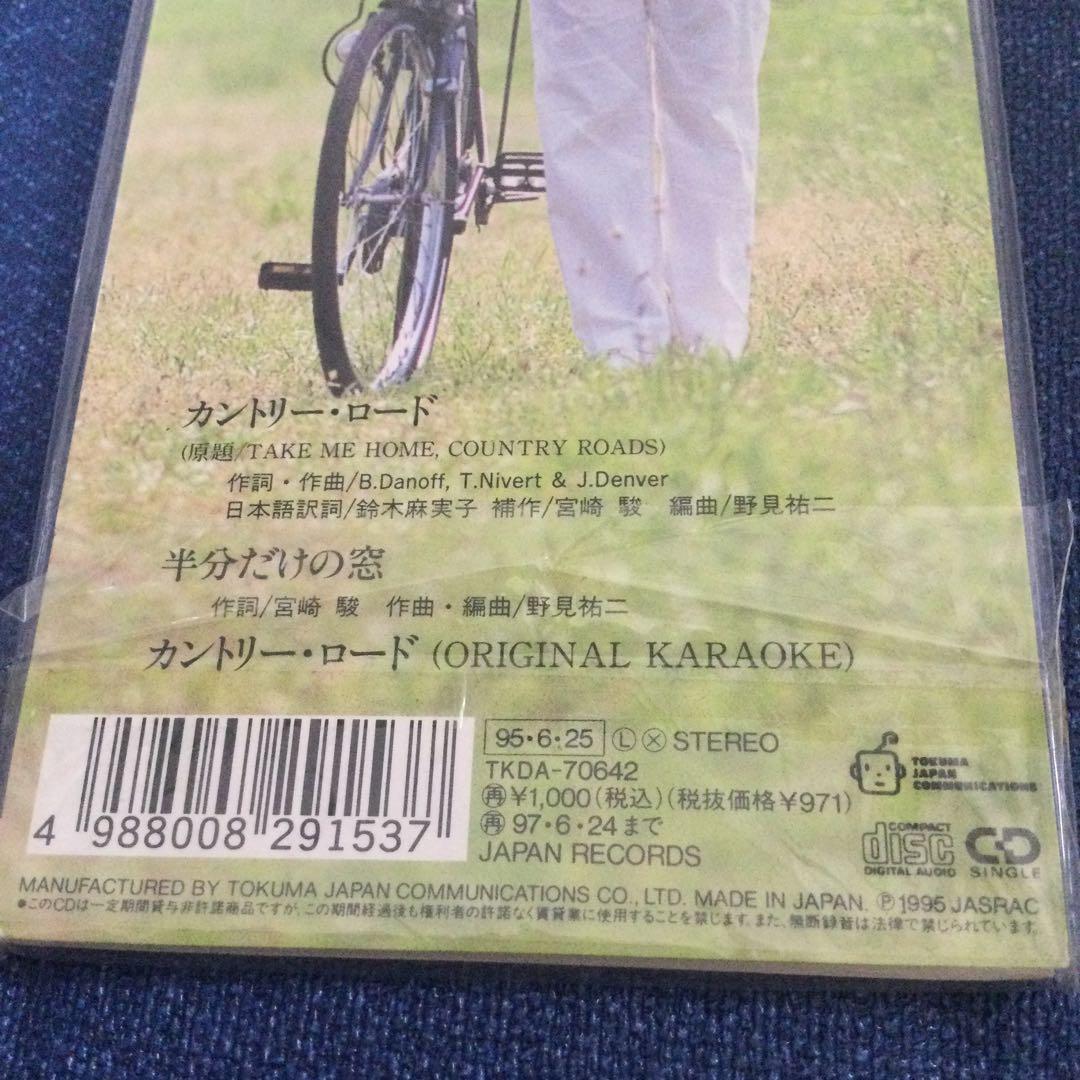 カントリー・ロード
(原題/TAKE ME HOME, COUNTRY ROADS)
作詞・作曲/B.Danoff, T.Nivert & J.Denver
日本語訳詞/鈴木麻実子 補作/宮崎 駿 編曲/野見祐二
半分だけの窓
作詞/宮崎 駿 作曲・編曲/野見祐二
カントリー・ロード (ORIGINAL KARAOKE)
4 988008 291537
95・6・25 Ⓛ Ⓧ STEREO
TKDA-70642
㊢¥1,000(税込)(税抜価格¥971)
㊢97・6・24まで
JAPAN RECORDS
TOKUMA
JAPAN
COMMUNICATIONS
COMPACT
disc
DIGITAL AUDIO
CD
SINGLE
MANUFACTURED BY TOKUMA JAPAN COMMUNICATIONS CO., LTD. MADE IN JAPAN. Ⓟ1995 JASRAC
●このCDは一定期間貸与非許諾商品ですが、この期間経過後も権利者の許諾なく賃貸業に使用することを禁じます。また、無断録音は法律で禁じられています。